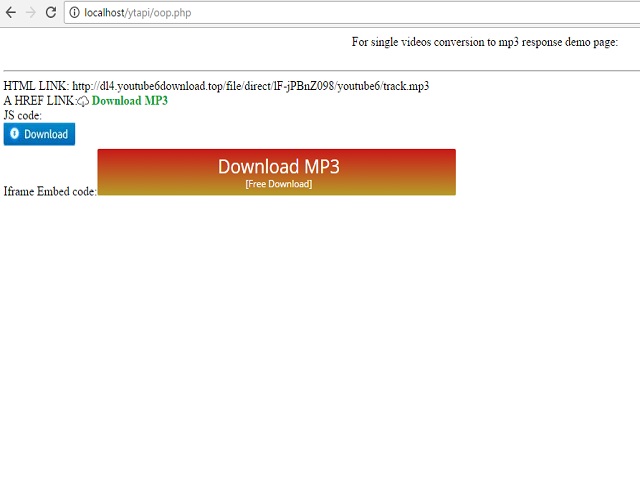 localhost/ytapi/oop.php
For single videos conversion to mp3 response demo page:
HTML LINK: http://dl4.youtube6download.top/file/direct/lF-jPBnZ098/youtube6/track.mp3
A HREF LINK: Download MP3
JS code:
Download
Download MP3
[Free Download]
Iframe Embed code: